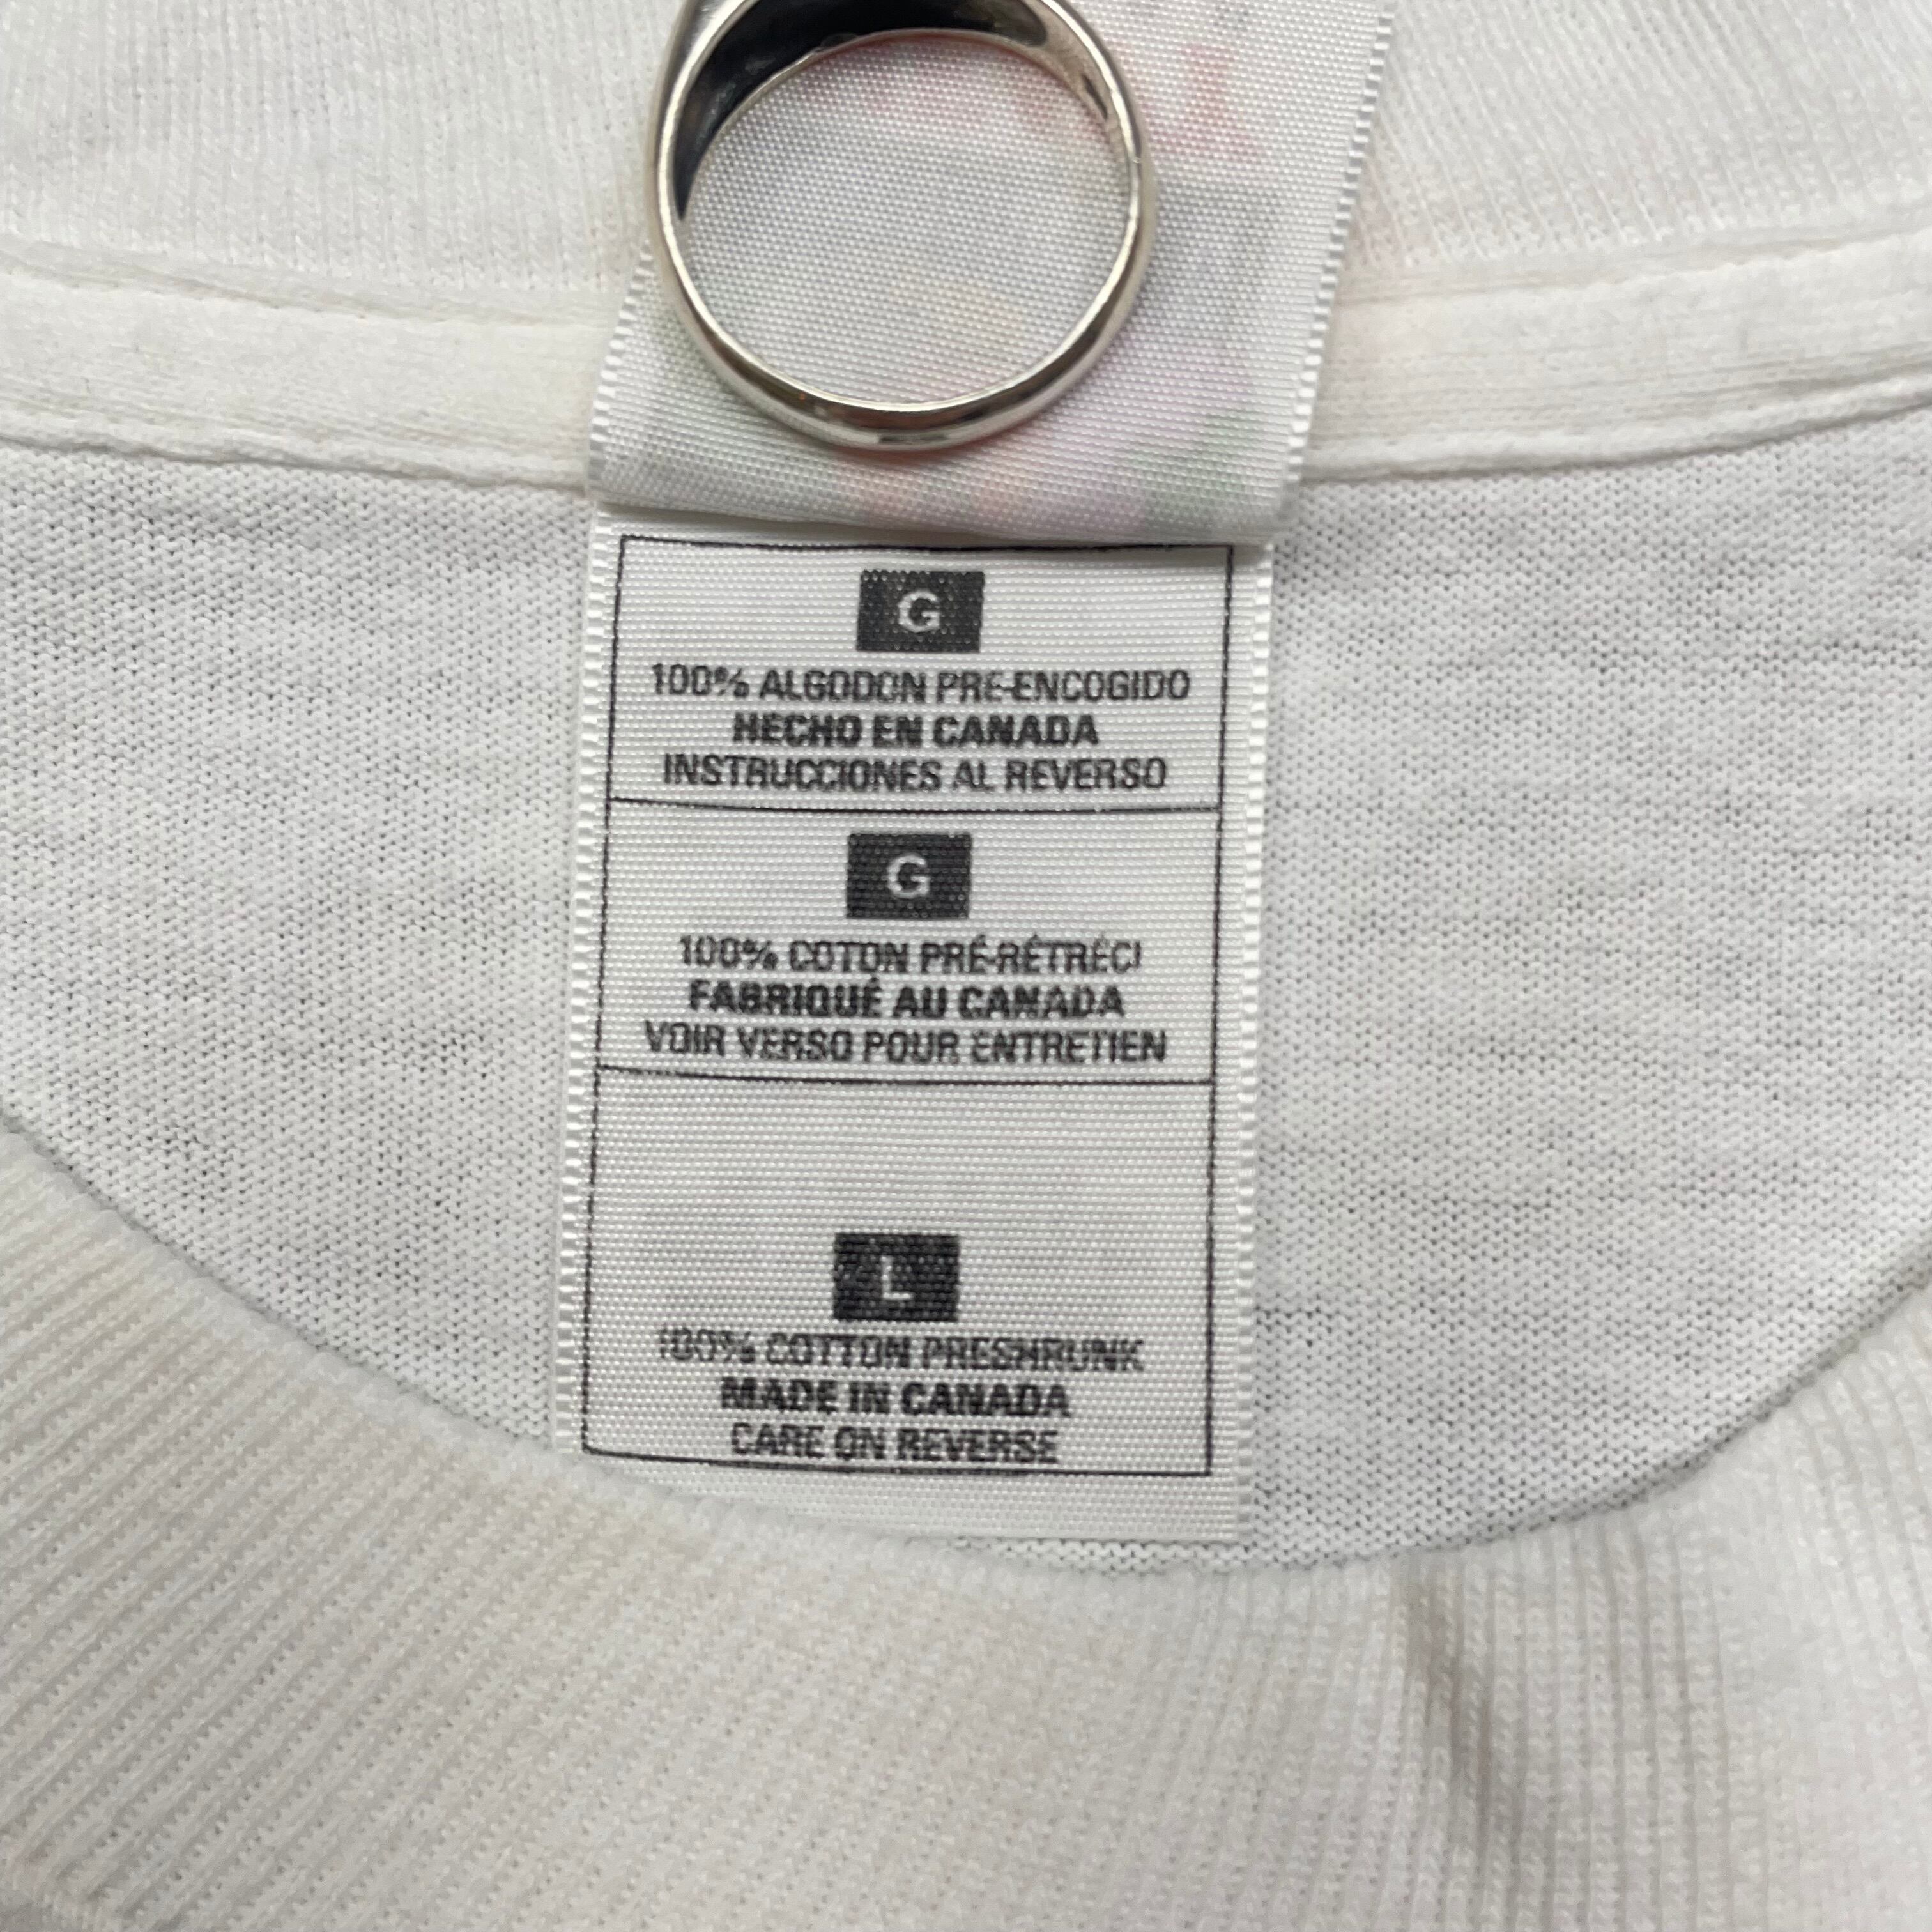 G
100% ALGODON PRE-ENCOGIDO
HECHO EN CANADA
INSTRUCCIONES AL REVERSO
G
100% COTON PRÉ-RÉTRÉCI
FABRIQUÉ AU CANADA
VOIR VERSO POUR ENTRETIEN
L
100% COTTON PRESHRUNK
MADE IN CANADA
CARE ON REVERSE